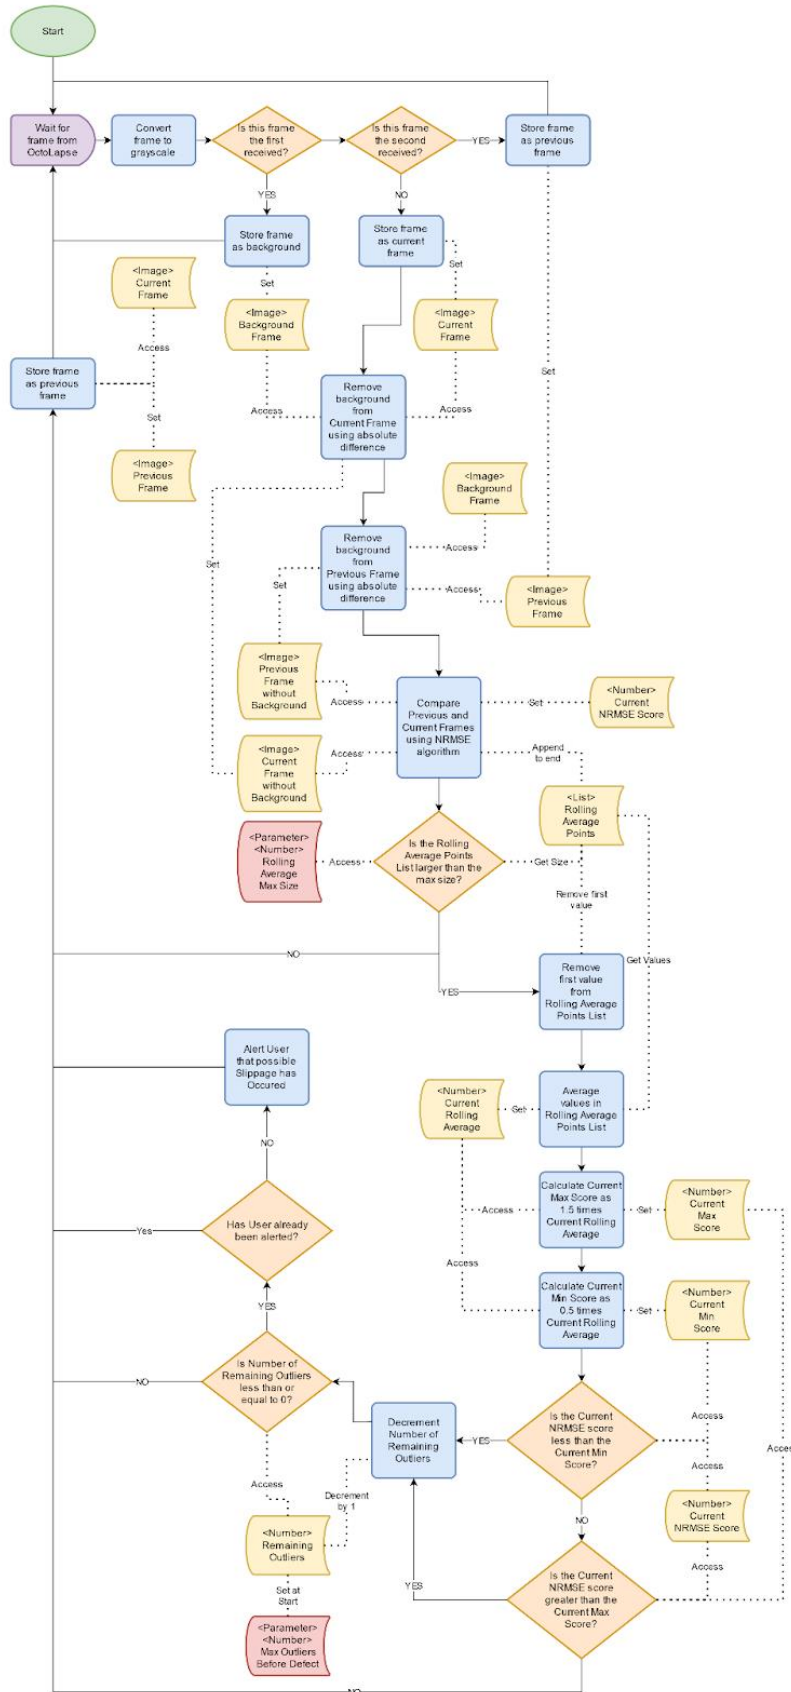 Start
Wait for
frame from
OctoLapse
Convert
frame to
grayscale
Is this frame
the first
received?
Is this frame
the second
received?
YES
Store frame
as previous
frame
YES
NO
Store frame
as background
Store frame
as current
frame
<Image>
Current
Frame
Set
Set
<Image>
Background
Frame
<Image>
Current
Frame
Access
Store frame
as previous
frame
Set
Set
Remove
background
from
Current Frame
using absolute
difference
Access
Access
<Image>
Previous
Frame
<Image>
Background
Frame
Remove
background
from
Previous Frame
using absolute
difference
Access
Set
Set
Access
<Image>
Previous
Frame
<Image>
Previous
Frame
without
Background
Access
Compare
Previous and
Current Frames
using NRMSE
algorithm
Set
<Number>
Current
NRMSE Score
<Image>
Current
Frame
without
Background
Access
Append
to end
<List>
Rolling
Average
Points
<Parameter>
<Number>
Rolling
Average
Max Size
Access
Is the Rolling
Average Points
List larger than the
max size?
Get Size
Remove first
value
NO
Get Values
YES
Remove
first value
from
Rolling Average
Points List
Alert User
that possible
Slippage has
Occured
<Number>
Current
Rolling
Average
Get
Average
values in
Rolling Average
Points List
NO
Has User already
been alerted?
Yes
Access
Calculate Current
Max Score as
1.5 times
Current Rolling
Average
Set
<Number>
Current
Max
Score
Access
YES
Calculate Current
Min Score as
0.5 times
Current Rolling
Average
Set
<Number>
Current
Min
Score
Is Number of
Remaining Outliers
less than or
equal to 0?
NO
Decrement
Number of
Remaining
Outliers
YES
Is the Current
NRMSE score
less than the
Current Min
Score?
Access
Access
Acces
Access
Decrement
by 1
<Number>
Remaining
Outliers
NO
<Number>
Current
NRMSE Score
Set at
Start
YES
Is the Current
NRMSE score
greater than the
Current Max
Score?
Access
<Parameter>
<Number>
Max Outliers
Before Defect
NO